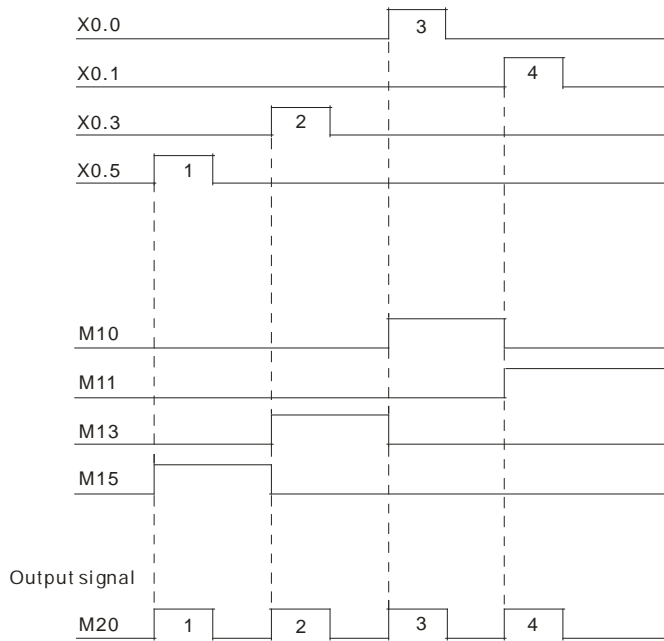 X0.0 3
X0.1 4
X0.3 2
X0.5 1
M10
M11
M13
M15
Output signal
M20 1 2 3 4